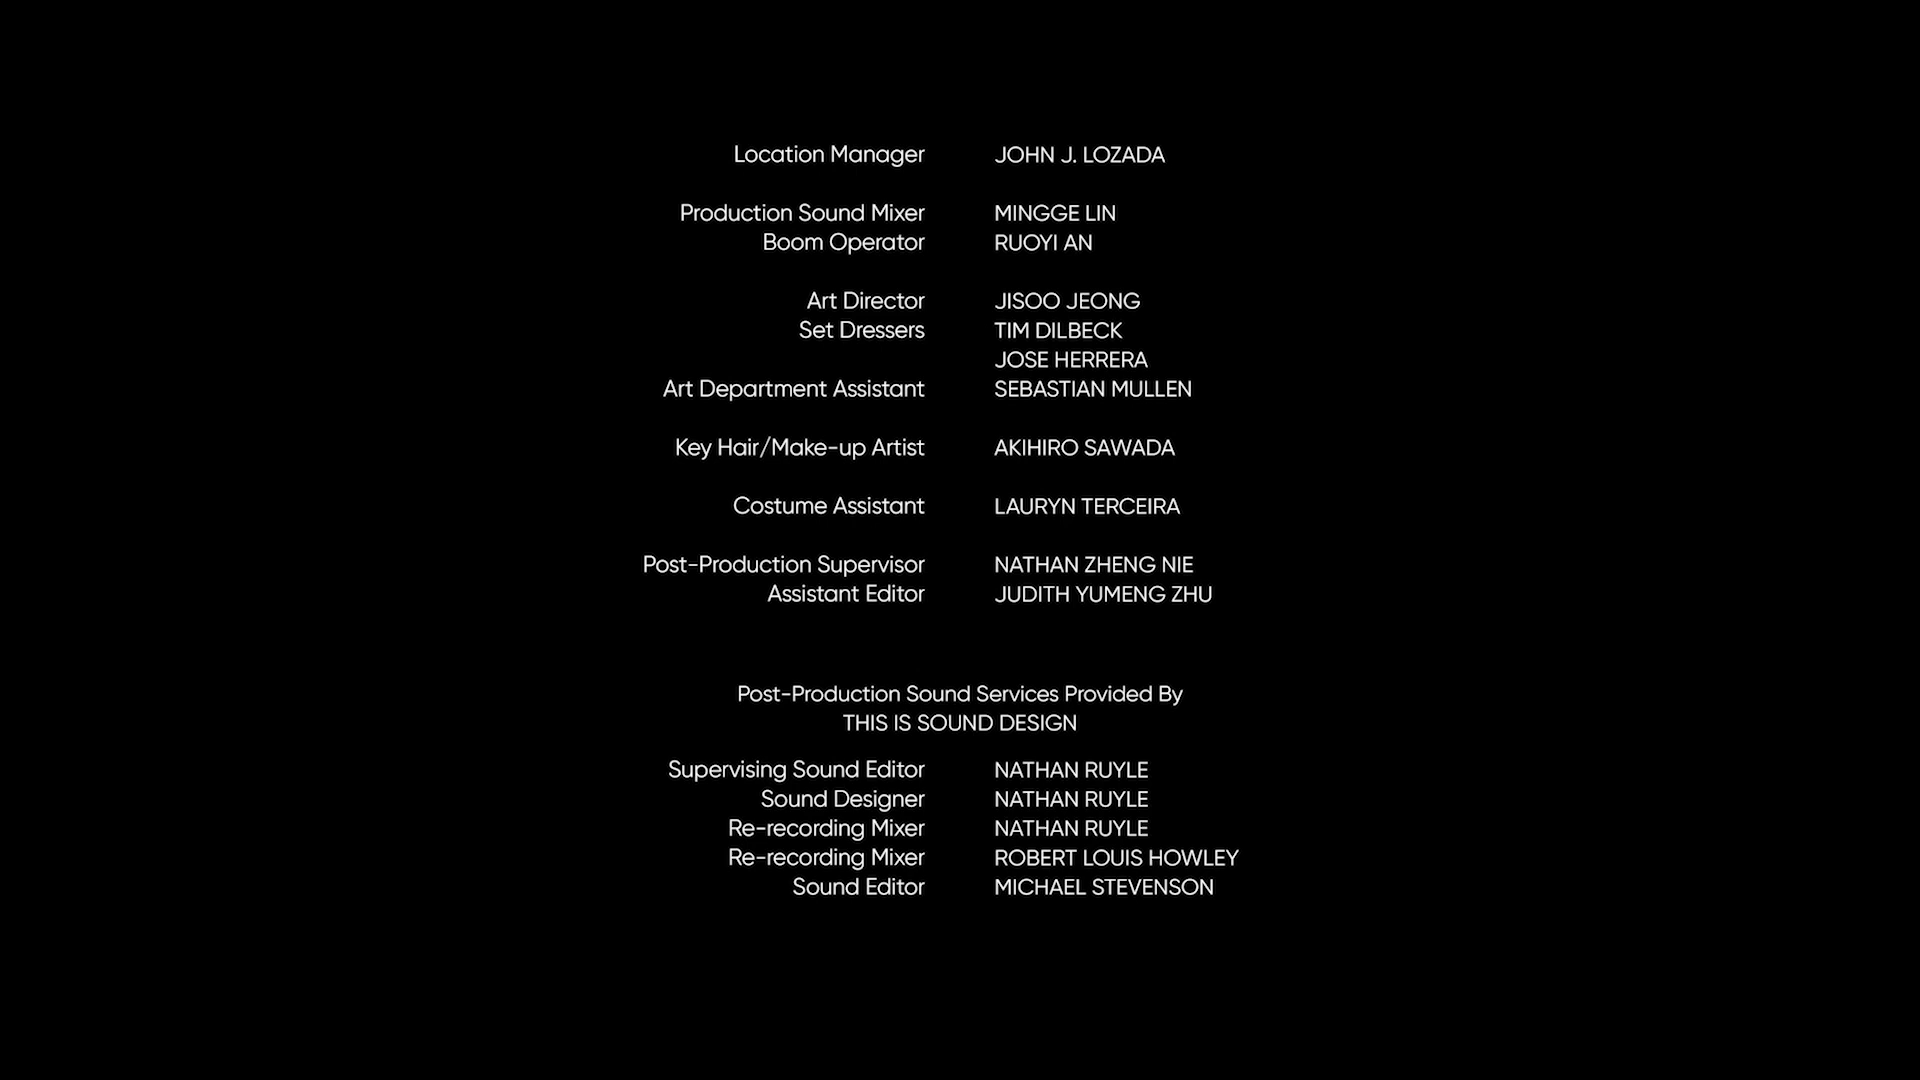 Location Manager JOHN J. LOZADA
Production Sound Mixer MINGGE LIN
Boom Operator RUOYI AN
Art Director JISOO JEONG
Set Dressers TIM DILBECK
JOSE HERRERA
Art Department Assistant SEBASTIAN MULLEN
Key Hair/Make-up Artist AKIHIRO SAWADA
Costume Assistant LAURYN TERCEIRA
Post-Production Supervisor NATHAN ZHENG NIE
Assistant Editor JUDITH YUMENG ZHU
Post-Production Sound Services Provided By
THIS IS SOUND DESIGN
Supervising Sound Editor NATHAN RUYLE
Sound Designer NATHAN RUYLE
Re-recording Mixer NATHAN RUYLE
Re-recording Mixer ROBERT LOUIS HOWLEY
Sound Editor MICHAEL STEVENSON